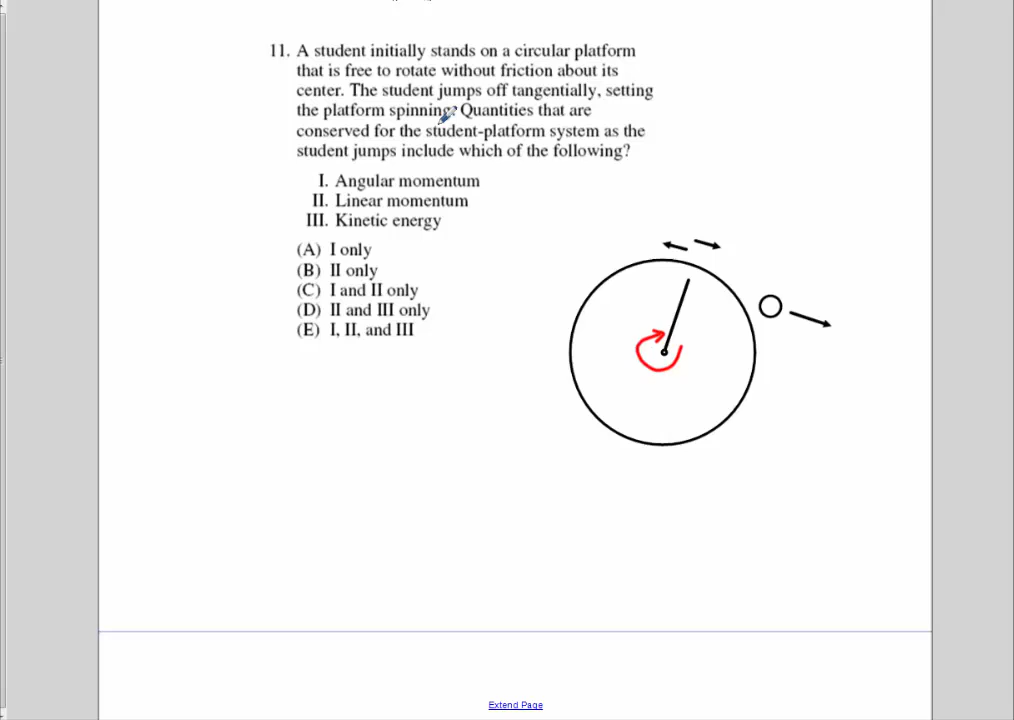 11. A student initially stands on a circular platform
that is free to rotate without friction about its
center. The student jumps off tangentially, setting
the platform spinning. Quantities that are
conserved for the student-platform system as the
student jumps include which of the following?
I. Angular momentum
II. Linear momentum
III. Kinetic energy
(A) I only
(B) II only
(C) I and II only
(D) II and III only
(E) I, II, and III
Extend Page